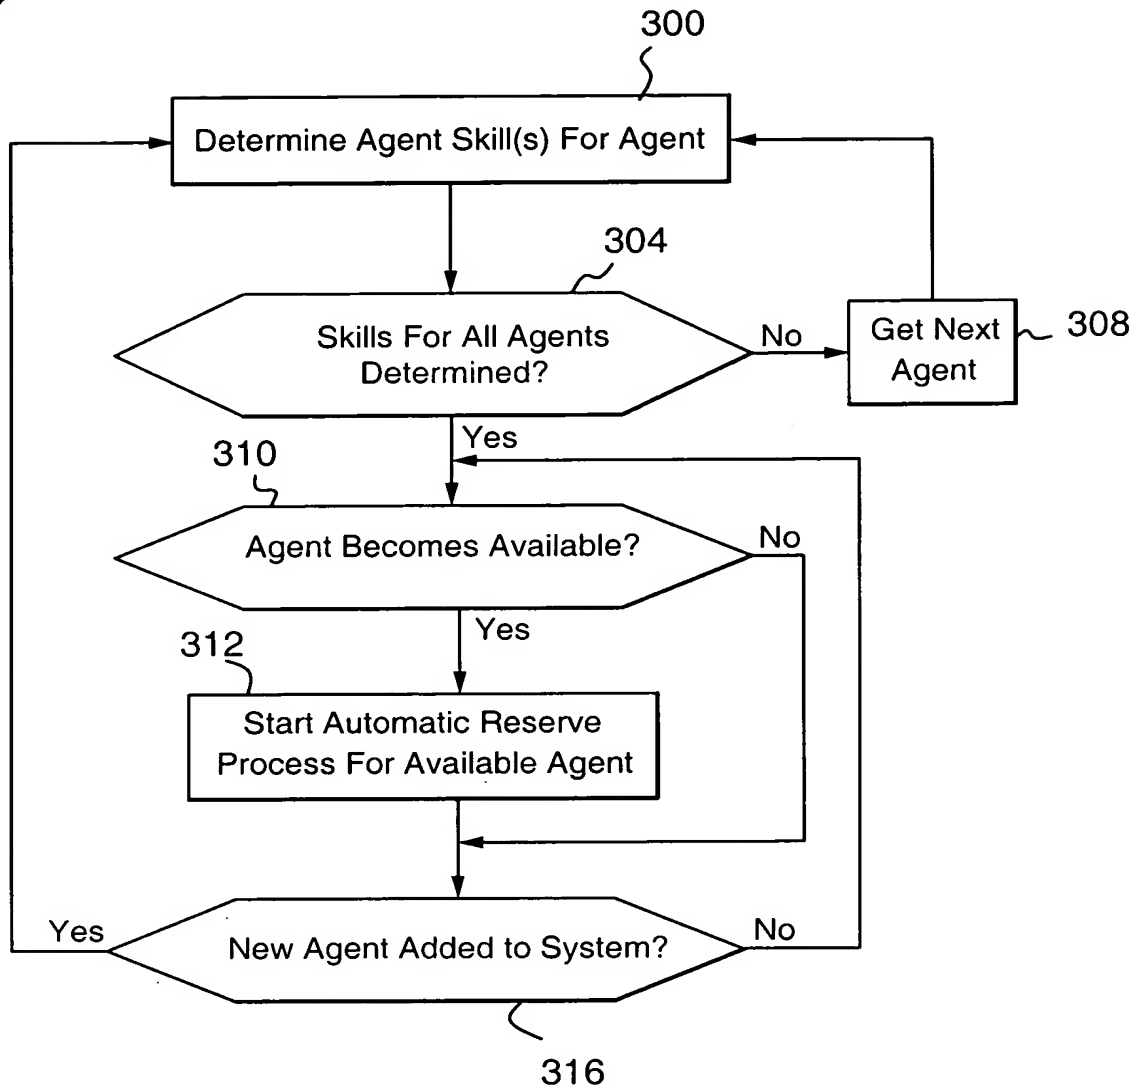 300
Determine Agent Skill(s) For Agent
304
Skills For All Agents
Determined?
No
Get Next
Agent
308
Yes
310
Agent Becomes Available?
No
Yes
312
Start Automatic Reserve
Process For Available Agent
Yes
New Agent Added to System?
No
316